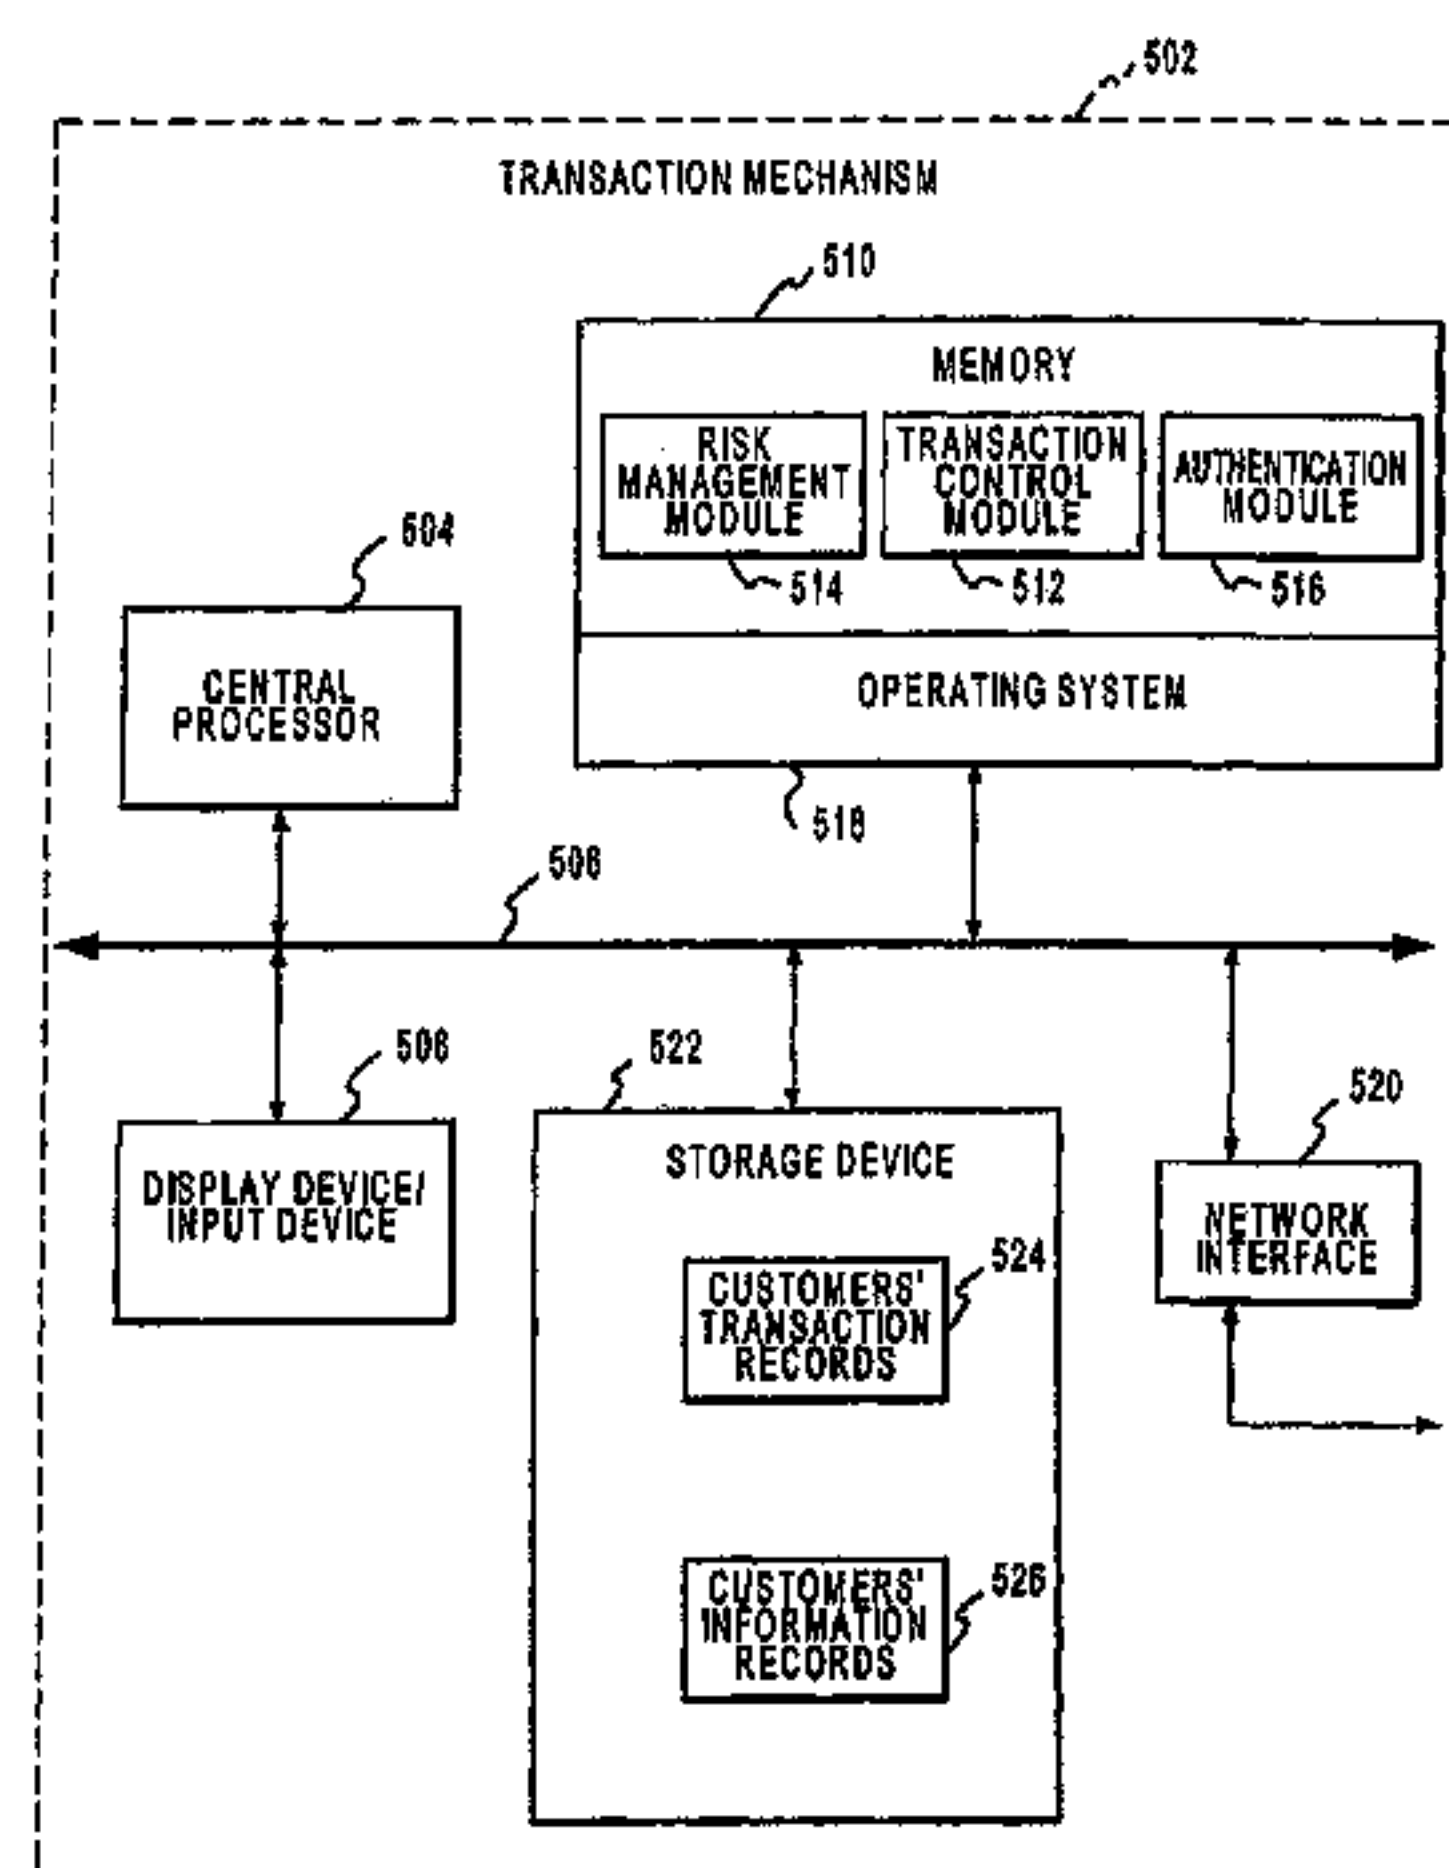 502
TRANSACTION MECHANISM
510
MEMORY
RISK
MANAGEMENT
MODULE
TRANSACTION
CONTROL
MODULE
AUTHENTICATION
MODULE
514
512
516
504
CENTRAL
PROCESSOR
OPERATING SYSTEM
518
506
508
DISPLAY DEVICE/
INPUT DEVICE
522
STORAGE DEVICE
520
NETWORK
INTERFACE
524
CUSTOMERS'
TRANSACTION
RECORDS
526
CUSTOMERS'
INFORMATION
RECORDS